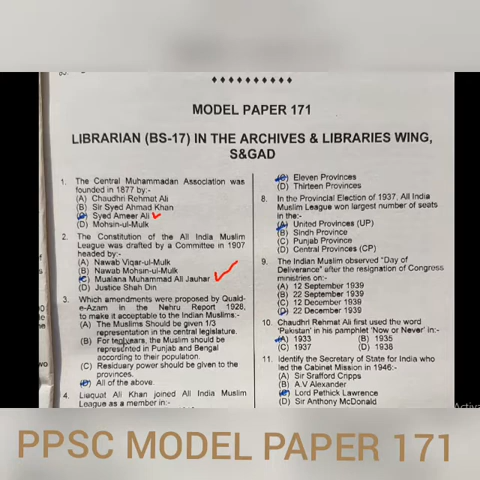 MODEL PAPER 171
LIBRARIAN (BS-17) IN THE ARCHIVES & LIBRARIES WING,
S&GAD
1. The Central Muhammadan Association was
founded in 1877 by:-
(A) Chaudhri Rehmat Ali
(B) Sir Syed Ahmad Khan
Syed Ameer Ali
(D) Mohsin-ul-Mulk
2. The Constitution of the All India Muslim
League was drafted by a Committee in 1907
headed by:-
(A) Nawab Viqar-ul-Mulk
(B) Nawab Mohsin-ul-Mulk
Mualana Muhammad Ali Jauhar
(D) Justice Shah Din
3. Which amendments were proposed by Quaid-
e-Azam in the Nehru Report 1928,
to make it acceptable to the Indian Muslims:-
(A) The Muslims Should be given 1/3
representation in the central legislature.
(B) For ten years, the Muslim should be
represented in Punjab and Bengal
according to their population.
(C) Residuary power should be given to the
provinces.
All of the above.
4. Liaquat Ali Khan joined All India Muslim
League as a member in:-
Eleven Provinces
(D) Thirteen Provinces
8. In the Provincial Election of 1937, All India
Muslim League won largest number of seats
in the:-
United Provinces (UP)
(B) Sindh Province
(C) Punjab Province
(D) Central Provinces (CP)
9. The Indian Muslim observed "Day of
Deliverance" after the resignation of Congress
ministries on:-
(A) 12 September 1939
(B) 22 September 1939
(C) 12 December 1939
22 December 1939
10. Chaudhri Rehmat Ali first used the word
'Pakistan' in his pamphlet 'Now or Never' in:-
(A) 1933 (B) 1935
(C) 1937 (D) 1938
11. Identify the Secretary of State for India who
led the Cabinet Mission in 1946:-
(A) Sir Srafford Cripps
(B) A.V Alexander
Lord Pethick Lawrence
(D) Sir Anthony McDonald
wo
PPSC MODEL PAPER 171